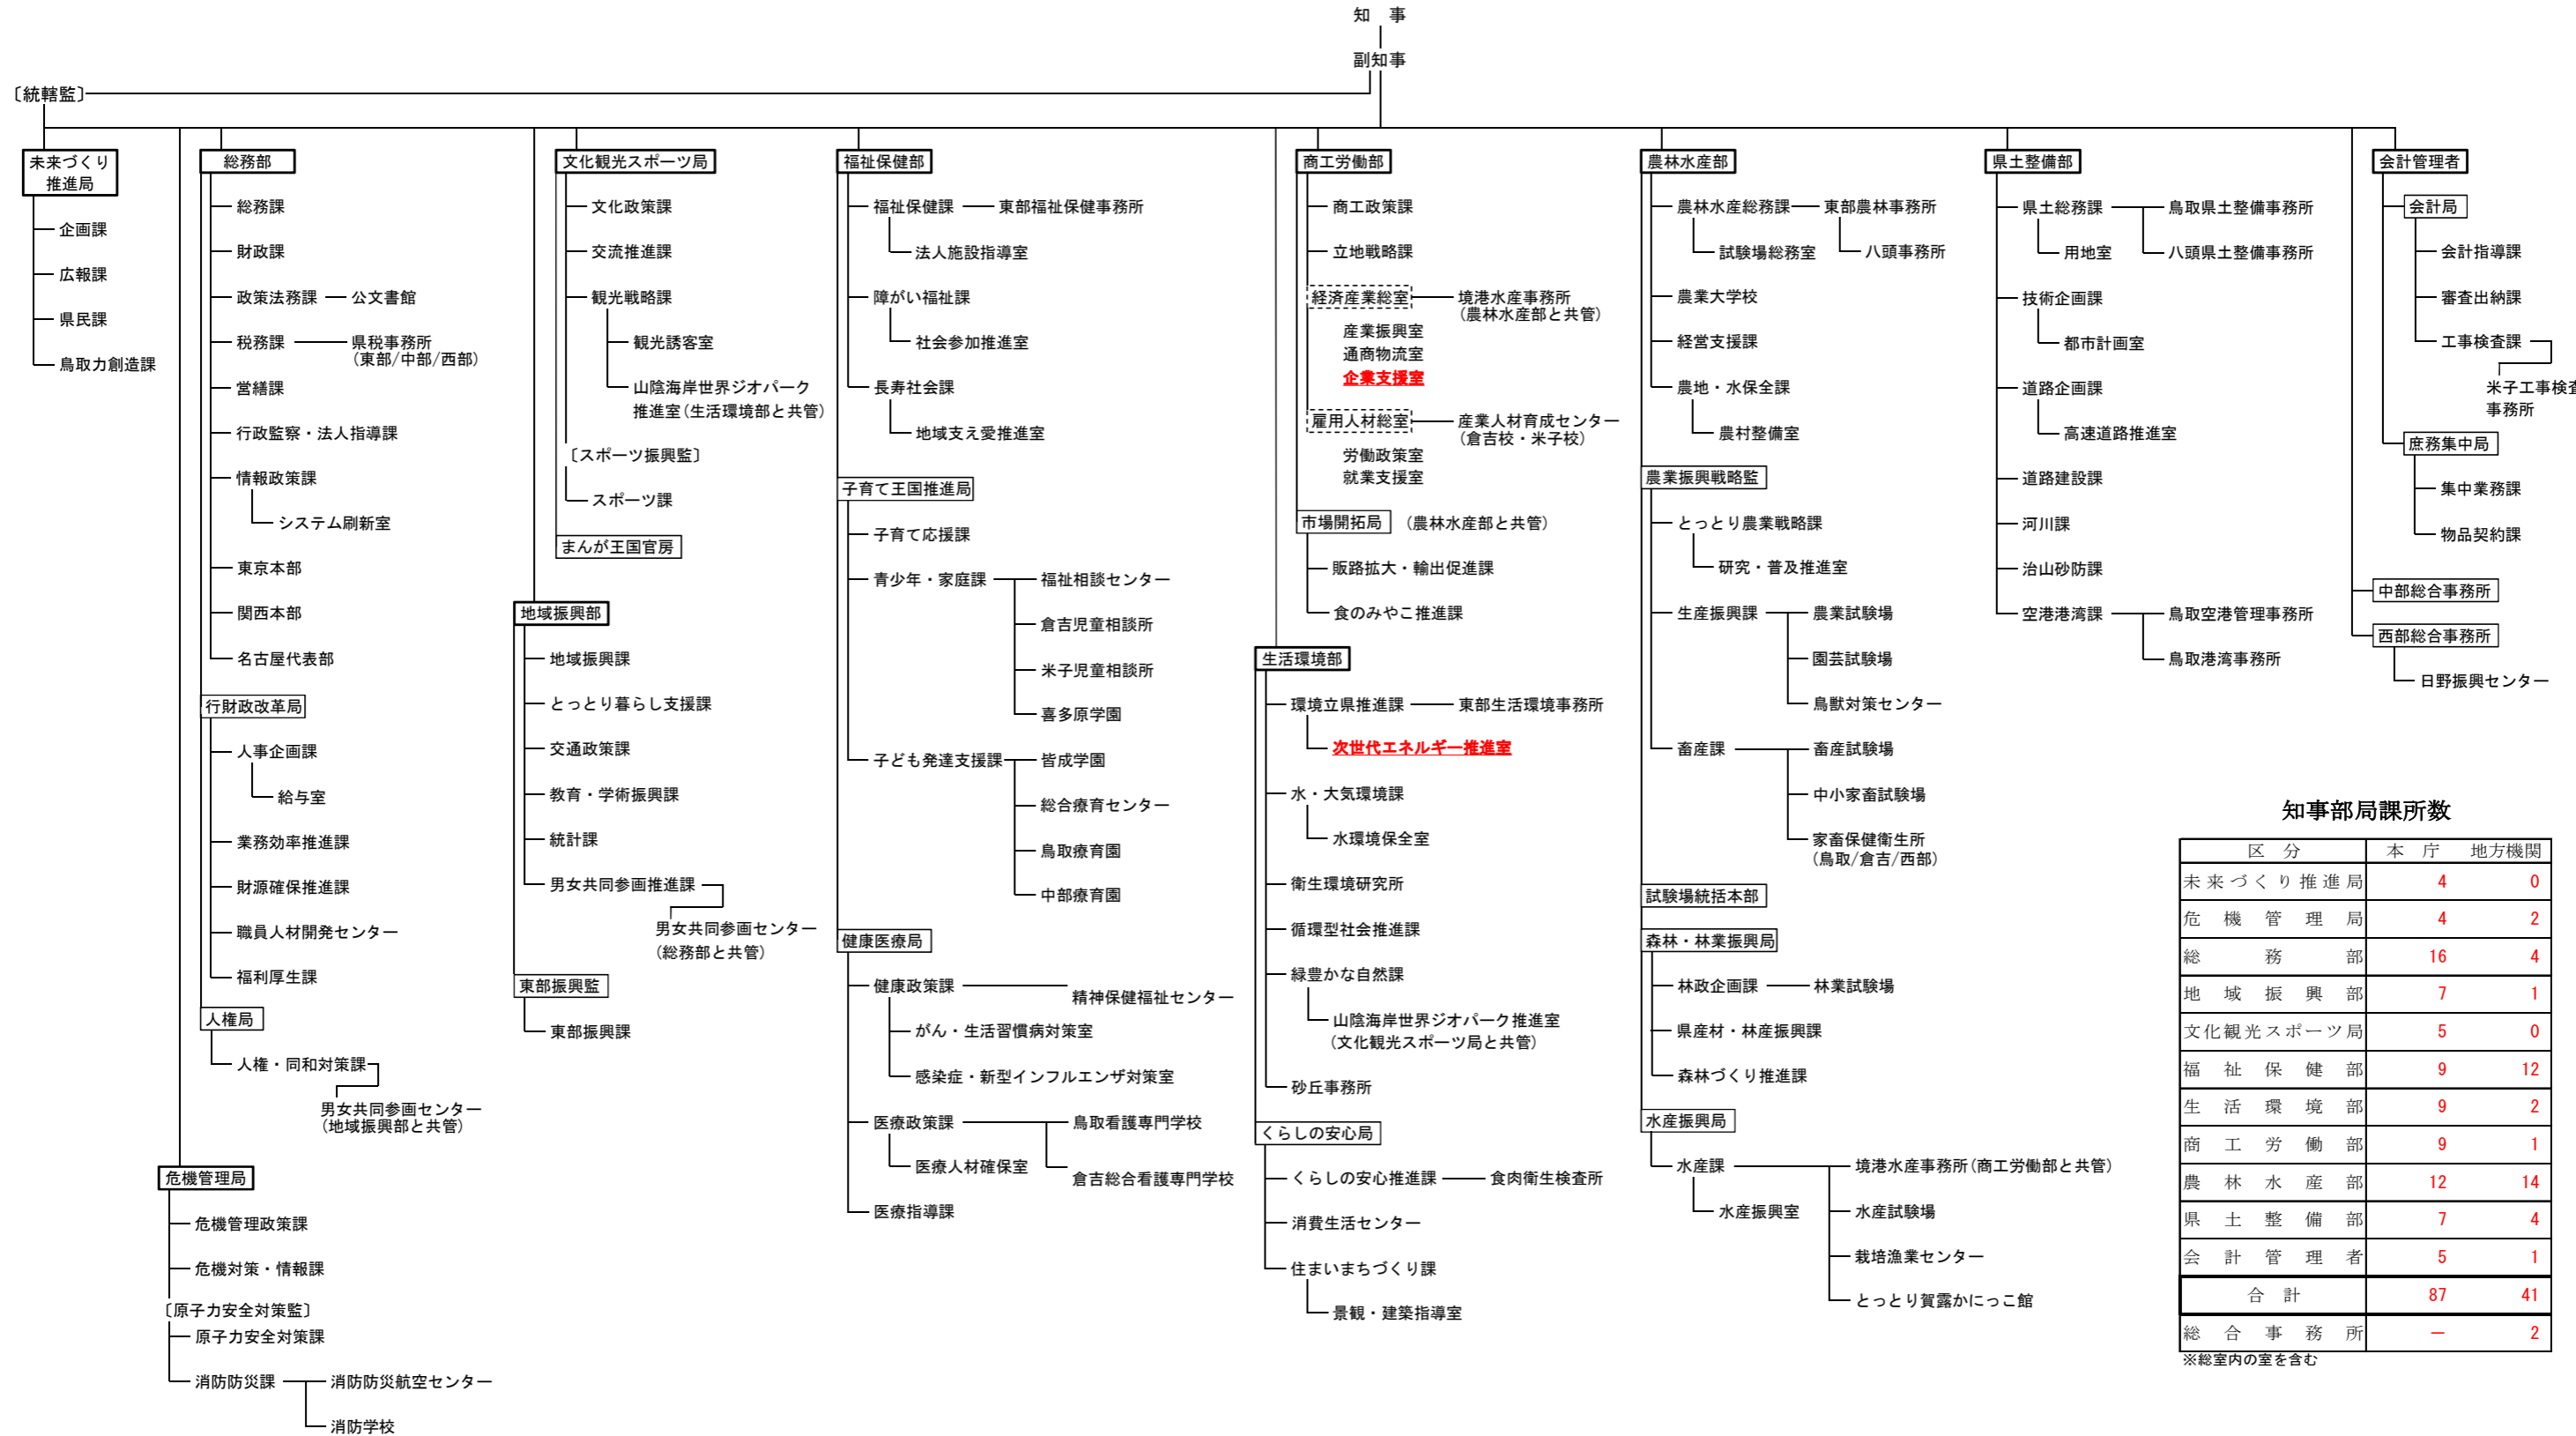 知　事
副知事
〔統轄監〕
未来づくり
推進局
企画課
広報課
県民課
鳥取力創造課
総務部
総務課
財政課
政策法務課
公文書館
税務課
県税事務所
(東部/中部/西部)
営繕課
行政監察・法人指導課
情報政策課
システム刷新室
東京本部
関西本部
名古屋代表部
行財政改革局
人事企画課
給与室
業務効率推進課
財源確保推進課
職員人材開発センター
福利厚生課
人権局
人権・同和対策課
男女共同参画センター
(地域振興部と共管)
危機管理局
危機管理政策課
危機対策・情報課
〔原子力安全対策監〕
原子力安全対策課
消防防災課
消防防災航空センター
消防学校
文化観光スポーツ局
文化政策課
交流推進課
観光戦略課
観光誘客室
山陰海岸世界ジオパーク
推進室(生活環境部と共管)
〔スポーツ振興監〕
スポーツ課
まんが王国官房
地域振興部
地域振興課
とっとり暮らし支援課
交通政策課
教育・学術振興課
統計課
男女共同参画推進課
男女共同参画センター
(総務部と共管)
東部振興監
東部振興課
福祉保健部
福祉保健課
東部福祉保健事務所
法人施設指導室
障がい福祉課
社会参加推進室
長寿社会課
地域支え愛推進室
子育て王国推進局
子育て応援課
青少年・家庭課
福祉相談センター
倉吉児童相談所
米子児童相談所
喜多原学園
子ども発達支援課
皆成学園
総合療育センター
鳥取療育園
中部療育園
健康医療局
健康政策課
精神保健福祉センター
がん・生活習慣病対策室
感染症・新型インフルエンザ対策室
医療政策課
鳥取看護専門学校
医療人材確保室
倉吉総合看護専門学校
医療指導課
商工労働部
商工政策課
立地戦略課
経済産業総室
境港水産事務所
(農林水産部と共管)
産業振興室
通商物流室
企業支援室
雇用人材総室
産業人材育成センター
(倉吉校・米子校)
労働政策室
就業支援室
市場開拓局
(農林水産部と共管)
販路拡大・輸出促進課
食のみやこ推進課
生活環境部
環境立県推進課
東部生活環境事務所
次世代エネルギー推進室
水・大気環境課
水環境保全室
衛生環境研究所
循環型社会推進課
緑豊かな自然課
山陰海岸世界ジオパーク推進室
(文化観光スポーツ局と共管)
砂丘事務所
くらしの安心局
くらしの安心推進課
食肉衛生検査所
消費生活センター
住まいまちづくり課
景観・建築指導室
農林水産部
農林水産総務課
東部農林事務所
試験場総務室
八頭事務所
農業大学校
経営支援課
農地・水保全課
農村整備室
農業振興戦略監
とっとり農業戦略課
研究・普及推進室
生産振興課
農業試験場
園芸試験場
鳥獣対策センター
畜産課
畜産試験場
中小家畜試験場
家畜保健衛生所
(鳥取/倉吉/西部)
試験場統括本部
森林・林業振興局
林政企画課
林業試験場
県産材・林産振興課
森林づくり推進課
水産振興局
水産課
境港水産事務所(商工労働部と共管)
水産振興室
水産試験場
栽培漁業センター
とっとり賀露かにっこ館
県土整備部
県土総務課
鳥取県土整備事務所
用地室
八頭県土整備事務所
技術企画課
都市計画室
道路企画課
高速道路推進室
道路建設課
河川課
治山砂防課
空港港湾課
鳥取空港管理事務所
鳥取港湾事務所
会計管理者
会計局
会計指導課
審査出納課
工事検査課
米子工事検査
事務所
庶務集中局
集中業務課
物品契約課
中部総合事務所
西部総合事務所
日野振興センター
知事部局課所数
区　分　本　庁　地方機関
未来づくり推進局 4 0
危機管理局 4 2
総務部 16 4
地域振興部 7 1
文化観光スポーツ局 5 0
福祉保健部 9 12
生活環境部 9 2
商工労働部 9 1
農林水産部 12 14
県土整備部 7 4
会計管理者 5 1
合　計 87 41
総合事務所 － 2
※総室内の室を含む